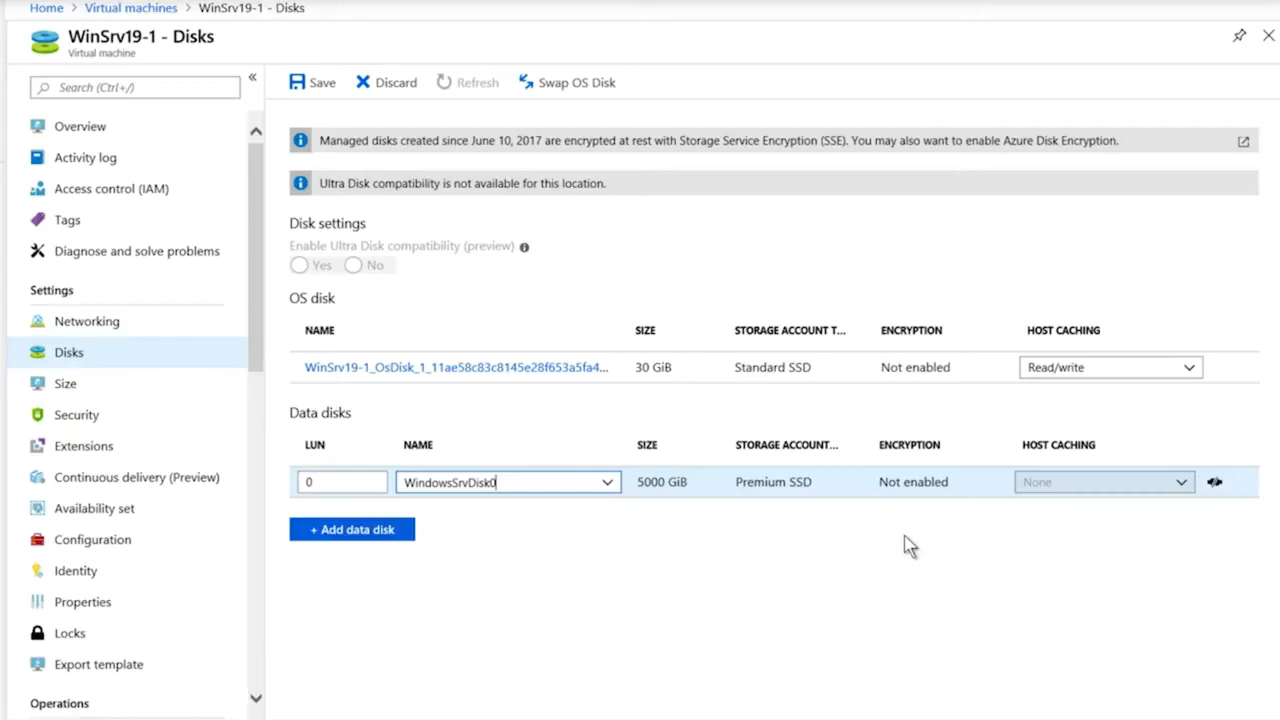 Home > Virtual machines > WinSrv19-1 - Disks
WinSrv19-1 - Disks
Virtual machine
Search (Ctrl+/)
«
Save
Discard
Refresh
Swap OS Disk
Overview
Activity log
Access control (IAM)
Tags
Diagnose and solve problems
Settings
Networking
Disks
Size
Security
Extensions
Continuous delivery (Preview)
Availability set
Configuration
Identity
Properties
Locks
Export template
Operations
Managed disks created since June 10, 2017 are encrypted at rest with Storage Service Encryption (SSE). You may also want to enable Azure Disk Encryption.
Ultra Disk compatibility is not available for this location.
Disk settings
Enable Ultra Disk compatibility (preview)
Yes No
OS disk
NAME SIZE STORAGE ACCOUNT T... ENCRYPTION HOST CACHING
WinSrv19-1_OsDisk_1_11ae58c83c8145e28f653a5fa4... 30 GiB Standard SSD Not enabled Read/write
Data disks
LUN NAME SIZE STORAGE ACCOUNT... ENCRYPTION HOST CACHING
0 WindowsSrvDisk0 5000 GiB Premium SSD Not enabled None
+ Add data disk